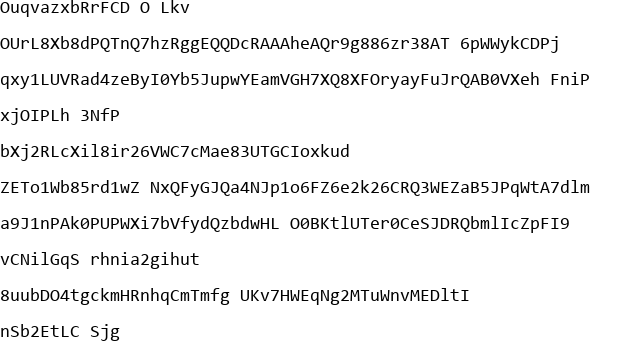 OuqvazxbRrFCD O Lkv
OUrL8Xb8dPQTnQ7hzRggEQQDcRAAAheAQr9g886zr38AT 6pWWykCDPj
qxy1LUVRad4zeByI0Yb5JupwYEamVGH7XQ8XFOryayFuJrQAB0VXeh FniP
xjOIPLh 3NfP
bXj2RLcXil8ir26VWC7cMae83UTGCIoxkud
ZETo1Wb85rd1wZ NxQFyGJQa4NJp1o6FZ6e2k26CRQ3WEZaB5JPqWtA7dlm
a9J1nPAk0PUPWXi7bVfydQzbdwHL O0BKtlUTer0CeSJDRQbmlIcZpFI9
vCNilGqS rhnia2gihut
8uubDO4tgckmHRnhqCmTmfg UKv7HWEqNg2MTuWnvMEDltI
nSb2EtLC Sjg